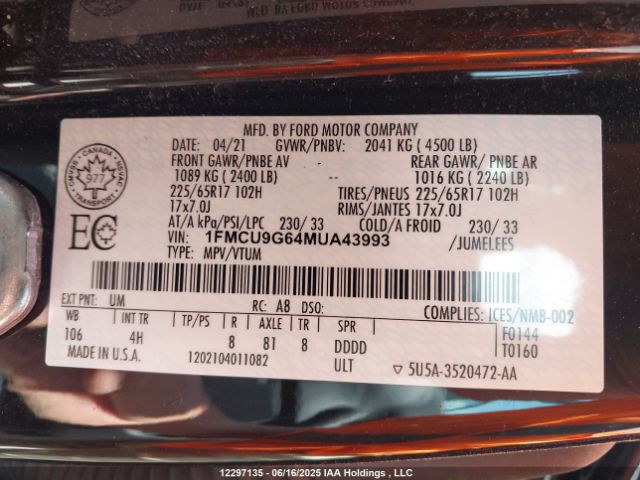 MFD. BY FORD MOTOR COMPANY
DATE: 04/21 GVWR/PNBV: 2041 KG ( 4500 LB)
FRONT GAWR/PNBE AV - REAR GAWR/ PNBE AR
1089 KG ( 2400 LB) -- 1016 KG ( 2240 LB)
225/65R17 102H TIRES/PNEUS 225/65R17 102H
17x7.0J RIMS/JANTES 17x7.0J
AT/A kPa/PSI/LPC 230/ 33 COLD/A FROID 230/ 33
VIN: 1FMCU9G64MUA43993 /JUMELEES
TYPE: MPV/VTUM
CANADA
CMVSS NSVAC
977
EC
EXT PNT: UM RC: A8 DSO: COMPLIES: ICES/NMB-002
WB INT TR TP/PS R AXLE TR SPR F0144
106 4H 8 81 8 DDDD T0160
MADE IN U.S.A. 1202104011082 ULT 5U5A-3520472-AA
12297135 - 06/16/2025 IAA Holdings , LLC